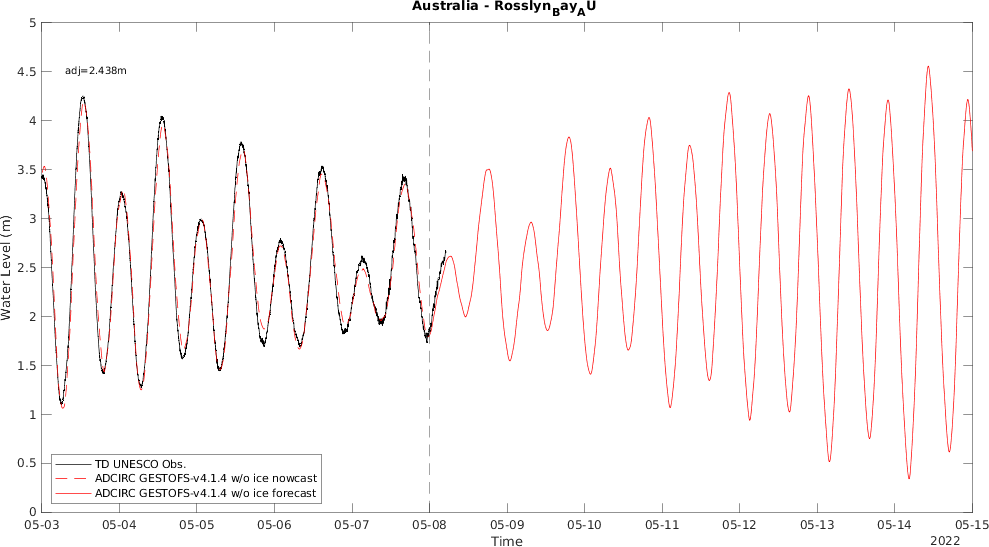 Australia - Rosslyn_Bay_AU
5
4.5
4
3.5
3
2.5
2
1.5
1
0.5
0
Water Level (m)
adj=2.438m
TD UNESCO Obs.
ADCIRC GESTOFS-v4.1.4 w/o ice nowcast
ADCIRC GESTOFS-v4.1.4 w/o ice forecast
05-03 05-04 05-05 05-06 05-07 05-08 05-09 05-10 05-11 05-12 05-13 05-14 05-15
Time
2022